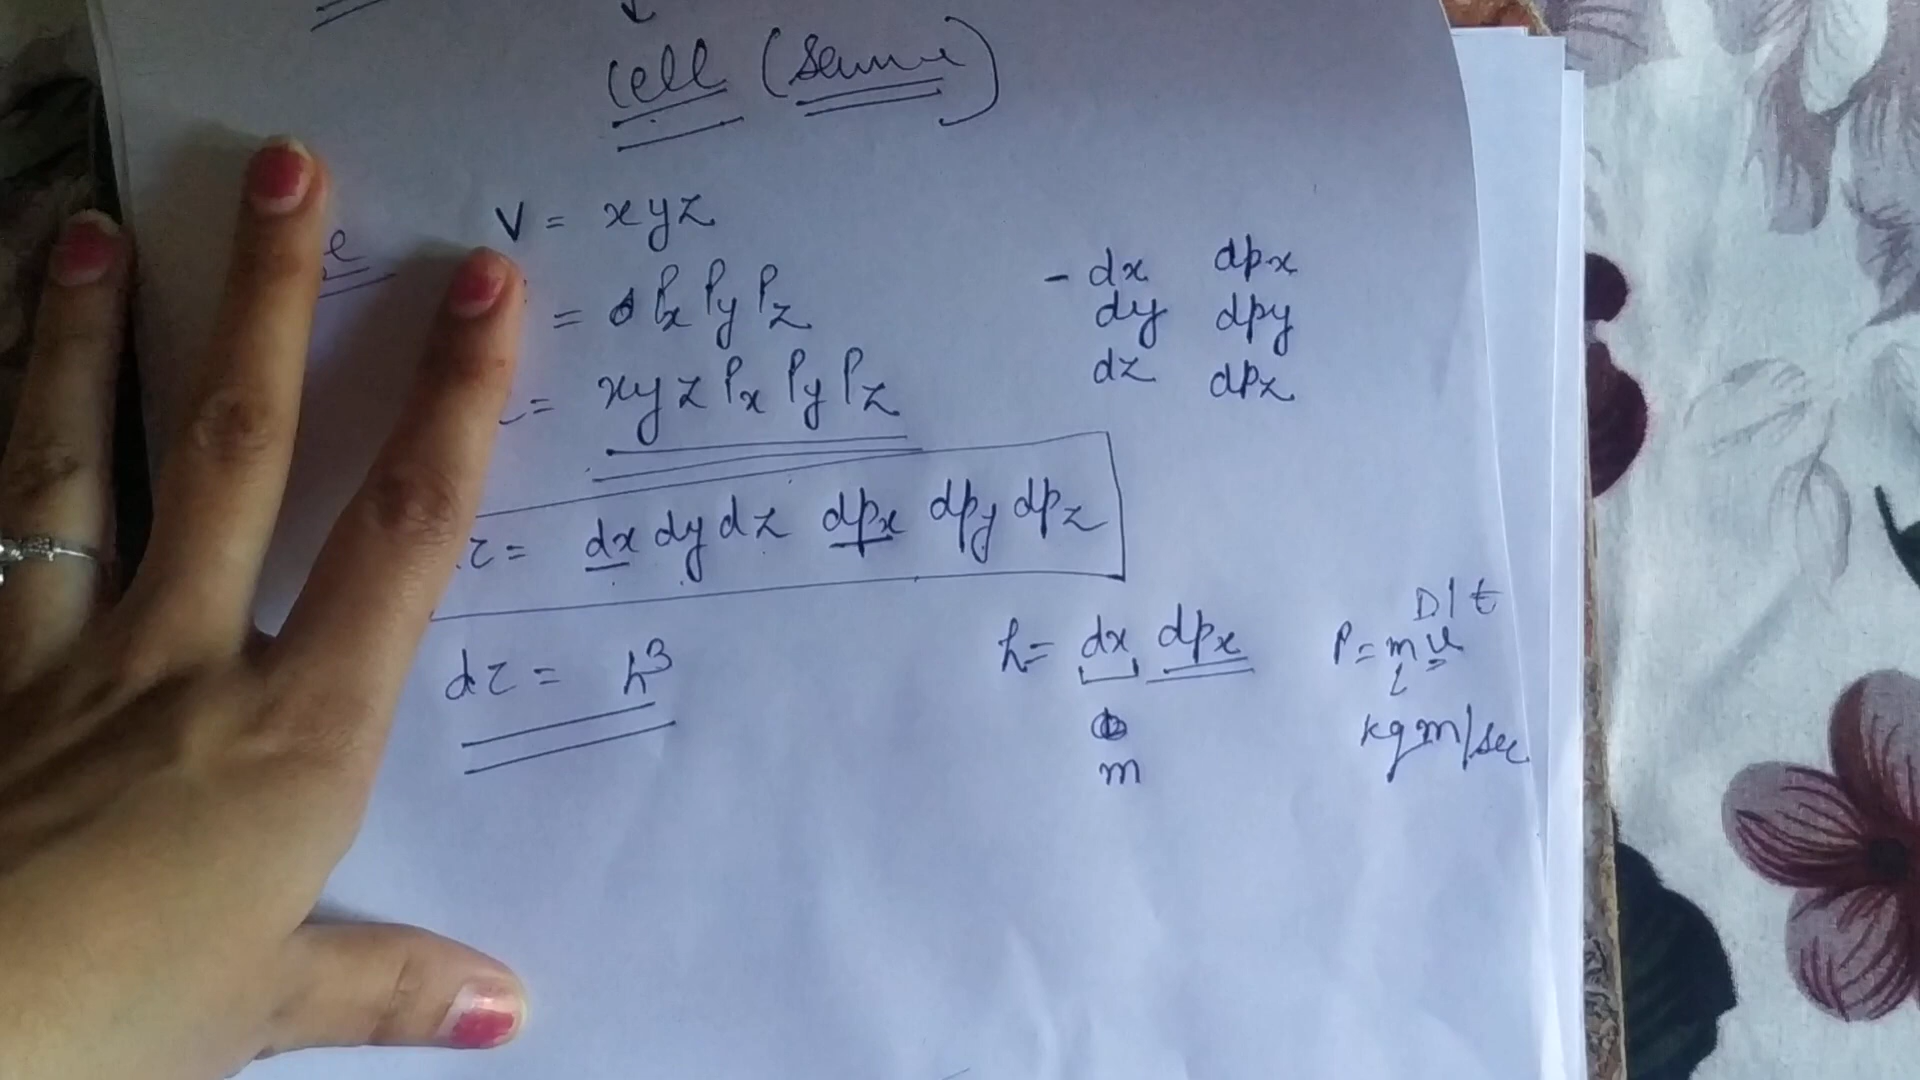 cell (same)
e
V = xyz
= Px Py Pz
= xyz Px Py Pz
- dx dpx
dy dpy
dz dpz
τ = dx dy dz dpx dpy dpz
dτ = h³
h = dx dpx
m
D/t
P = mv
kg m/sec